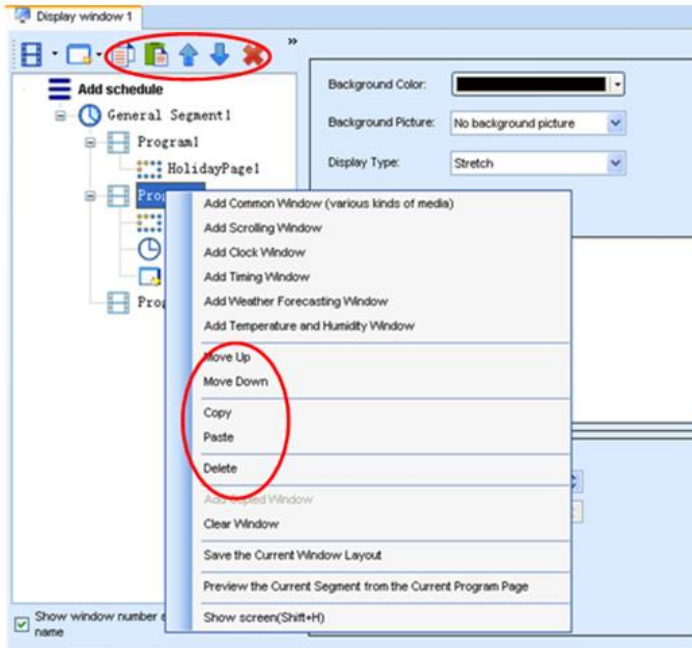 Display window 1
»
Add schedule
General Segment1
Program1
HolidayPage1
Background Color:
Background Picture:
No background picture
Display Type:
Stretch
Add Common Window (various kinds of media)
Add Scrolling Window
Add Clock Window
Add Timing Window
Add Weather Forecasting Window
Add Temperature and Humidity Window
Move Up
Move Down
Copy
Paste
Delete
Add Copied Window
Clear Window
Save the Current Window Layout
Preview the Current Segment from the Current Program Page
Show screen(Shift+H)
Show window number
name